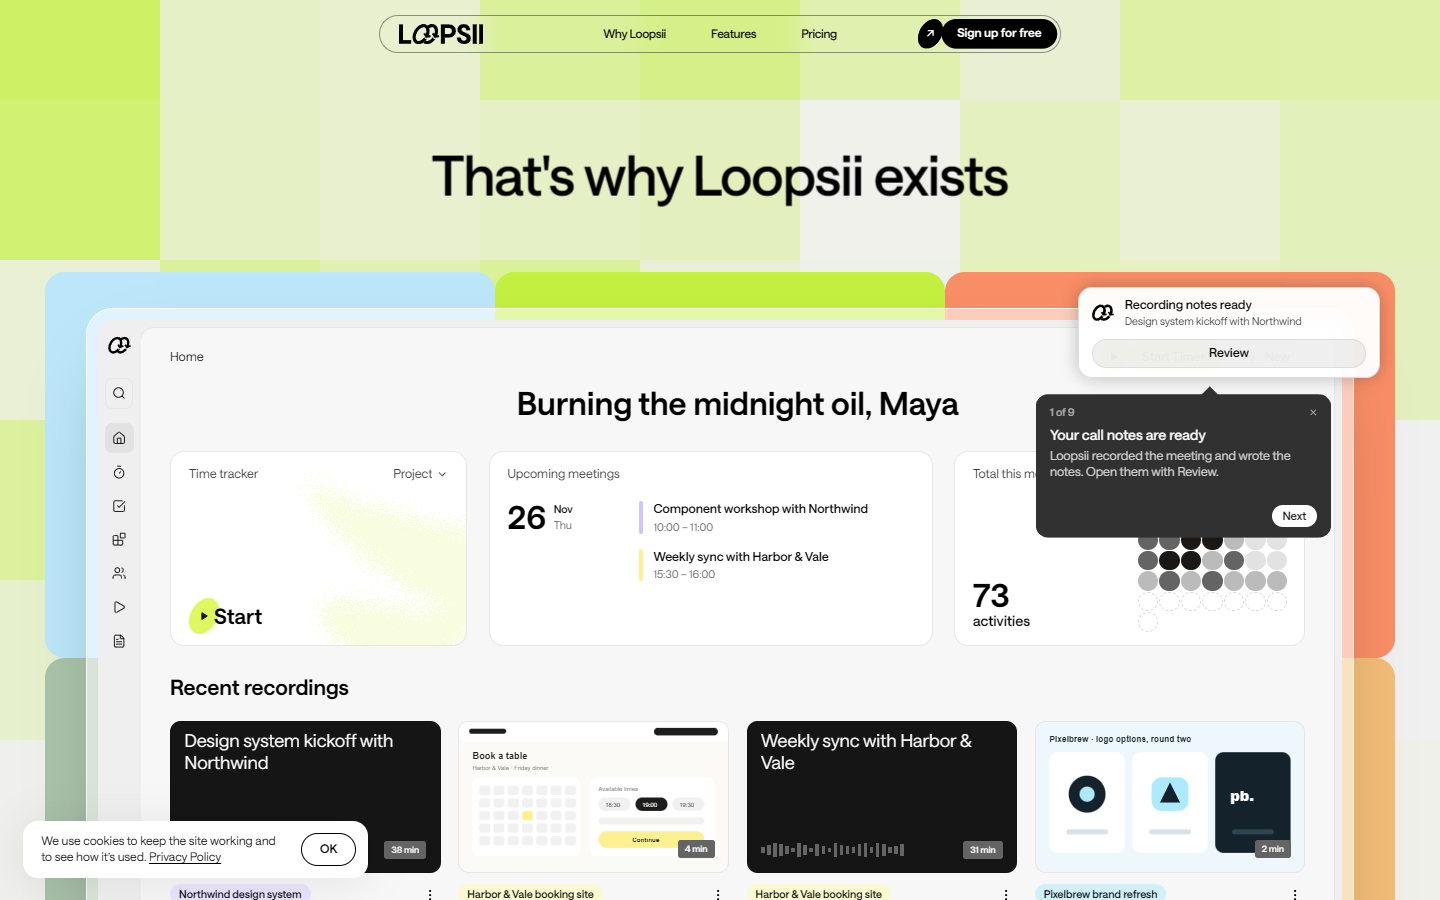 LOOPSII
Why Loopsii
Features
Pricing
Sign up for free
That's why Loopsii exists
Recording notes ready
Design system kickoff with Northwind
Review
Home
Burning the midnight oil, Maya
1 of 9
Your call notes are ready
Loopsii recorded the meeting and wrote the
notes. Open them with Review.
Next
Time tracker
Project
Start
Upcoming meetings
26
Nov
Thu
Component workshop with Northwind
10:00 – 11:00
Weekly sync with Harbor & Vale
15:30 – 16:00
Total this
73
activities
Recent recordings
Design system kickoff with
Northwind
38 min
Book a table
Harbor & Vale · Friday dinner
Available times
18:30
19:00
19:30
Continue
4 min
Weekly sync with Harbor &
Vale
31 min
Pixelbrew · logo options, round two
pb.
2 min
We use cookies to keep the site working and
to see how it's used. Privacy Policy
OK
Northwind design system
Harbor & Vale booking site
Harbor & Vale booking site
Pixelbrew brand refresh